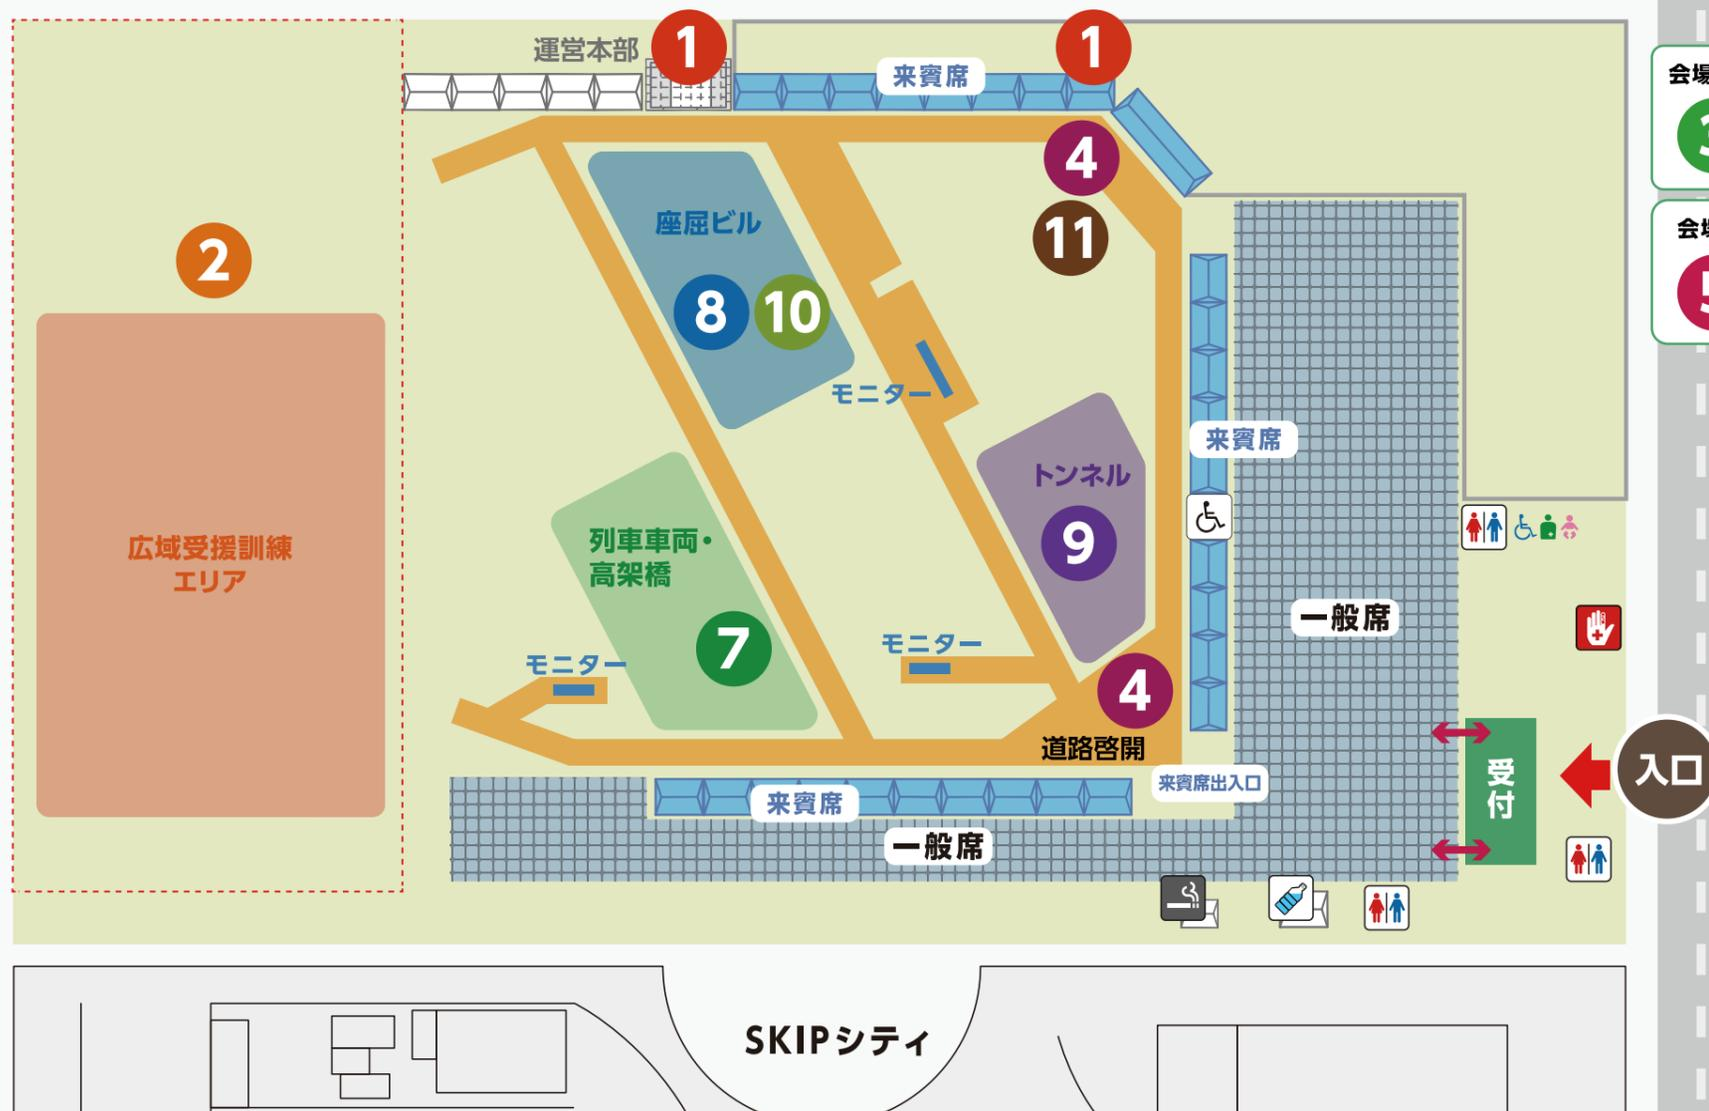 運営本部
1
1
来賓席
会場
3
4
2
座屈ビル
11
会場
8
10
モニター
来賓席
トンネル
9
列車車両・
高架橋
広域受援訓練
エリア
一般席
7
モニター
モニター
4
道路啓開
来賓席出入口
受付
入口
来賓席
一般席
SKIPシティ